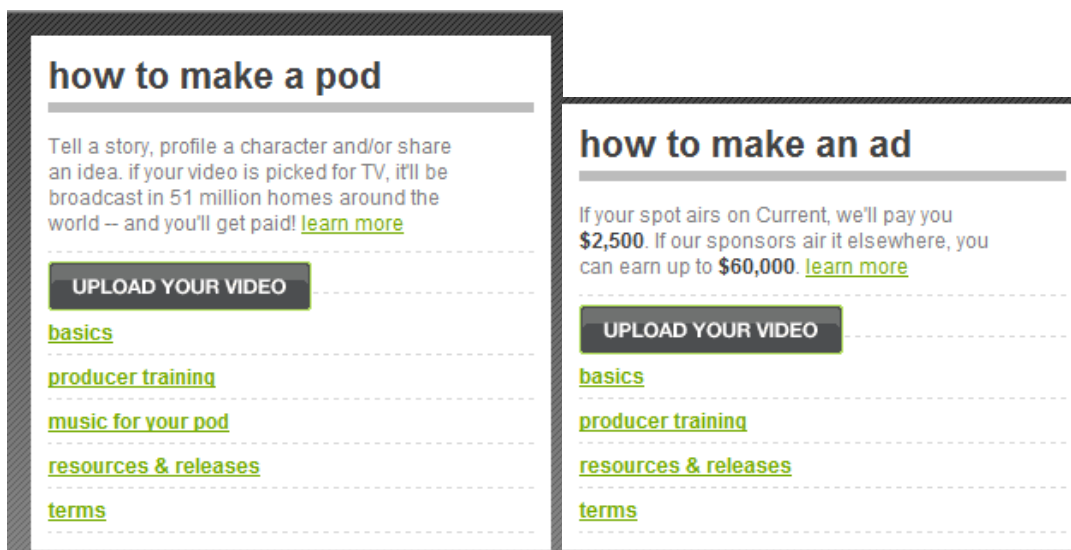 how to make a pod
Tell a story, profile a character and/or share
an idea. if your video is picked for TV, it'll be
broadcast in 51 million homes around the
world -- and you'll get paid! learn more
UPLOAD YOUR VIDEO
basics
producer training
music for your pod
resources & releases
terms
how to make an ad
If your spot airs on Current, we'll pay you
$2,500. If our sponsors air it elsewhere, you
can earn up to $60,000. learn more
UPLOAD YOUR VIDEO
basics
producer training
resources & releases
terms